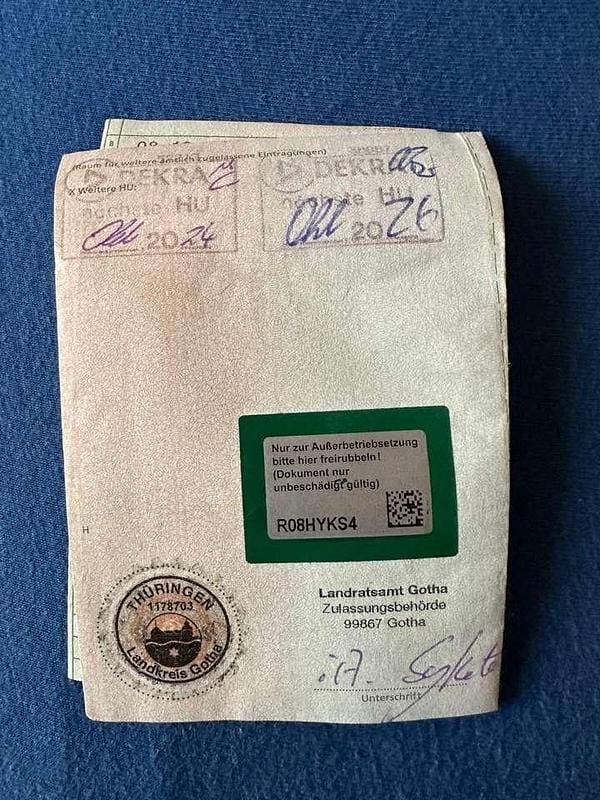 (Raum für weitere amtlich zugelassene Eintragungen)
DEKRA
DEKRA
X Weitere HU:
nächste HU
nächste HU
Okt 2024
Okt 2026
Nur zur Außerbetriebsetzung
bitte hier freirubbeln!
(Dokument nur
unbeschädigt gültig)
R08HYKS4
H
THÜRINGEN
1178703
Landkreis Gotha
Landratsamt Gotha
Zulassungsbehörde
99867 Gotha
i.A.
Unterschrift